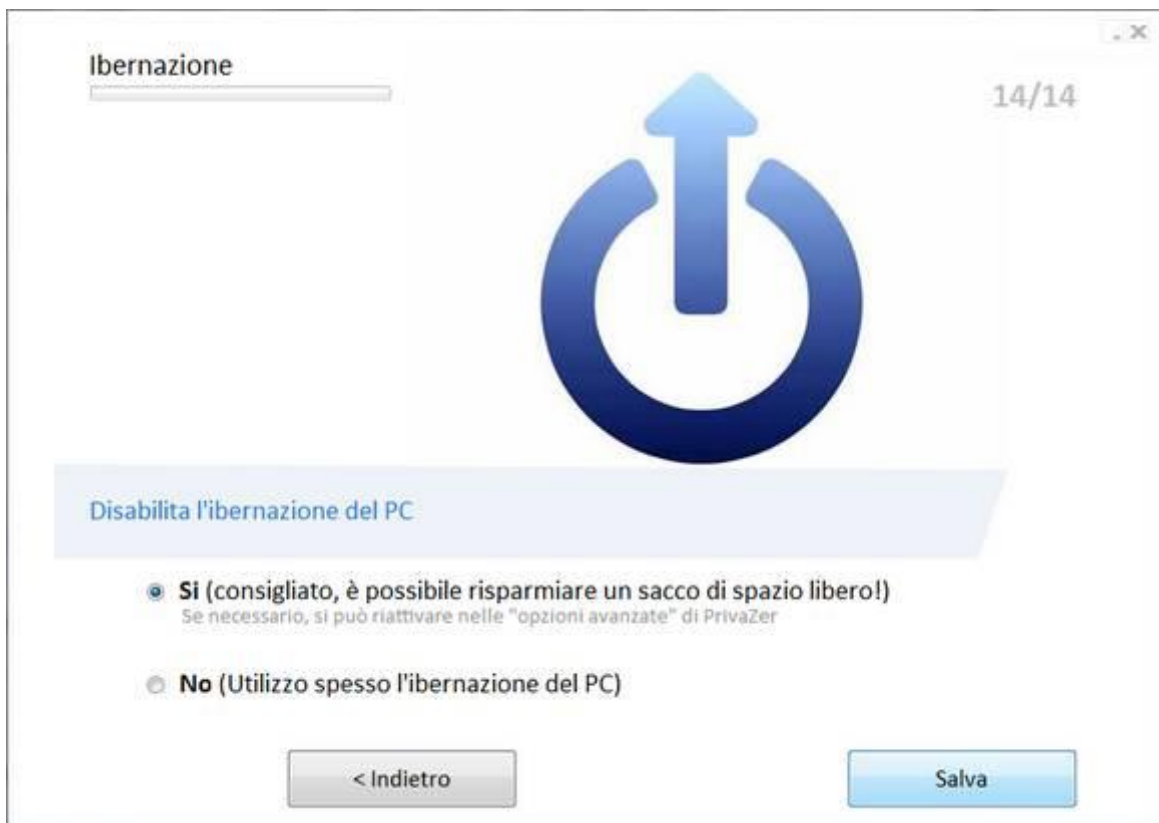 Ibernazione
14/14
Disabilita l'ibernazione del PC
Si (consigliato, è possibile risparmiare un sacco di spazio libero!)
Se necessario, si può riattivare nelle "opzioni avanzate" di PrivaZer
No (Utilizzo spesso l'ibernazione del PC)
< Indietro
Salva